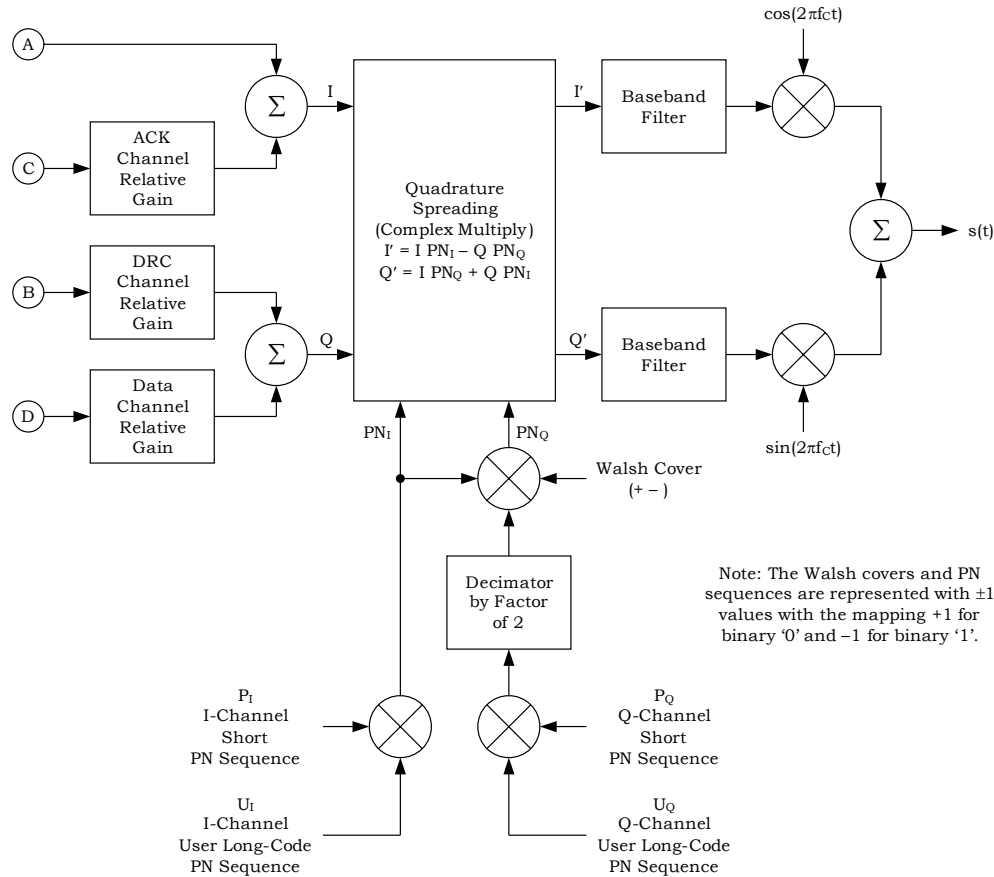 cos(2πfCt)
A
Σ
I
I′
Baseband
Filter
C
ACK
Channel
Relative
Gain
Quadrature
Spreading
(Complex Multiply)
I′ = I PNI – Q PNQ
Q′ = I PNQ + Q PNI
Σ
s(t)
B
DRC
Channel
Relative
Gain
Σ
Q
Q′
Baseband
Filter
D
Data
Channel
Relative
Gain
sin(2πfCt)
PNI
PNQ
Walsh Cover
(+ – )
Decimator
by Factor
of 2
Note: The Walsh covers and PN
sequences are represented with ±1
values with the mapping +1 for
binary ‘0’ and –1 for binary ‘1’.
PI
I-Channel
Short
PN Sequence
PQ
Q-Channel
Short
PN Sequence
UI
I-Channel
User Long-Code
PN Sequence
UQ
Q-Channel
User Long-Code
PN Sequence